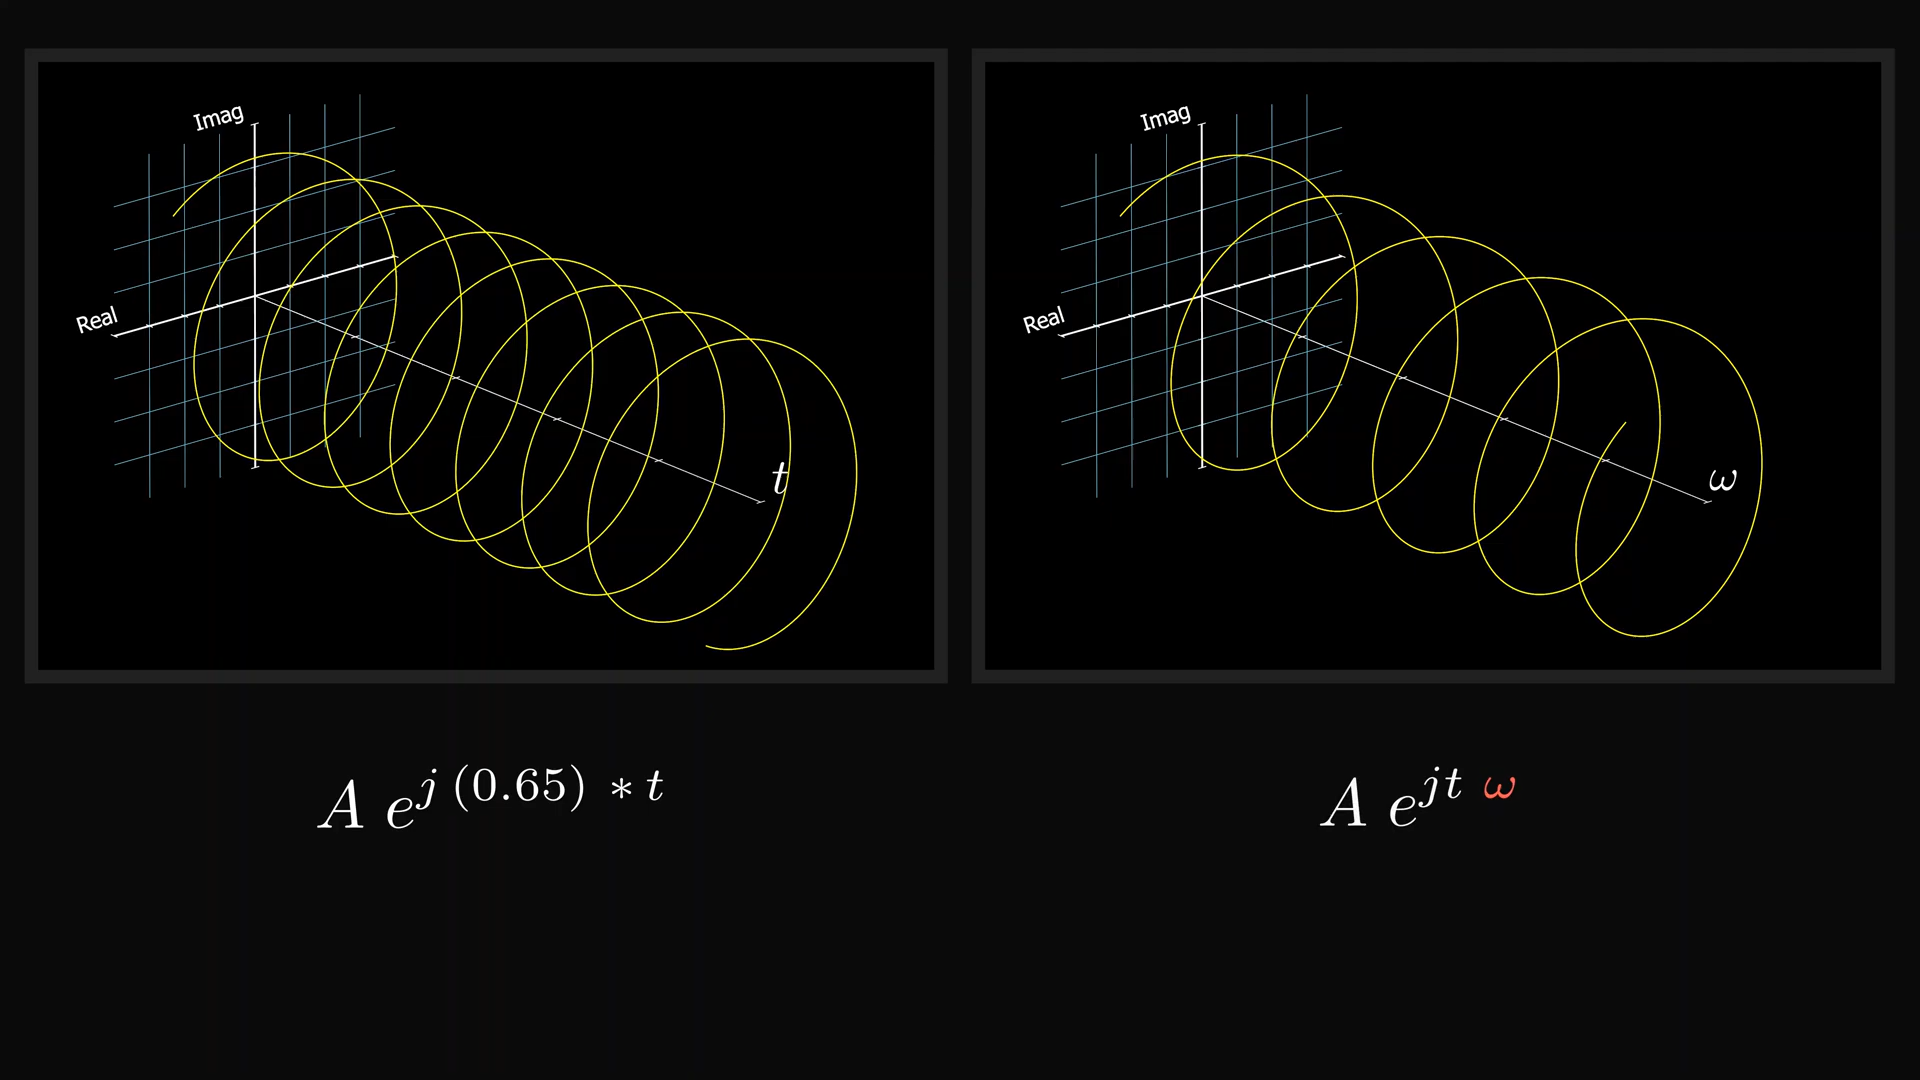 Imag
Real
t
Imag
Real
ω
A e^{j (0.65) * t}
A e^{jt ω}